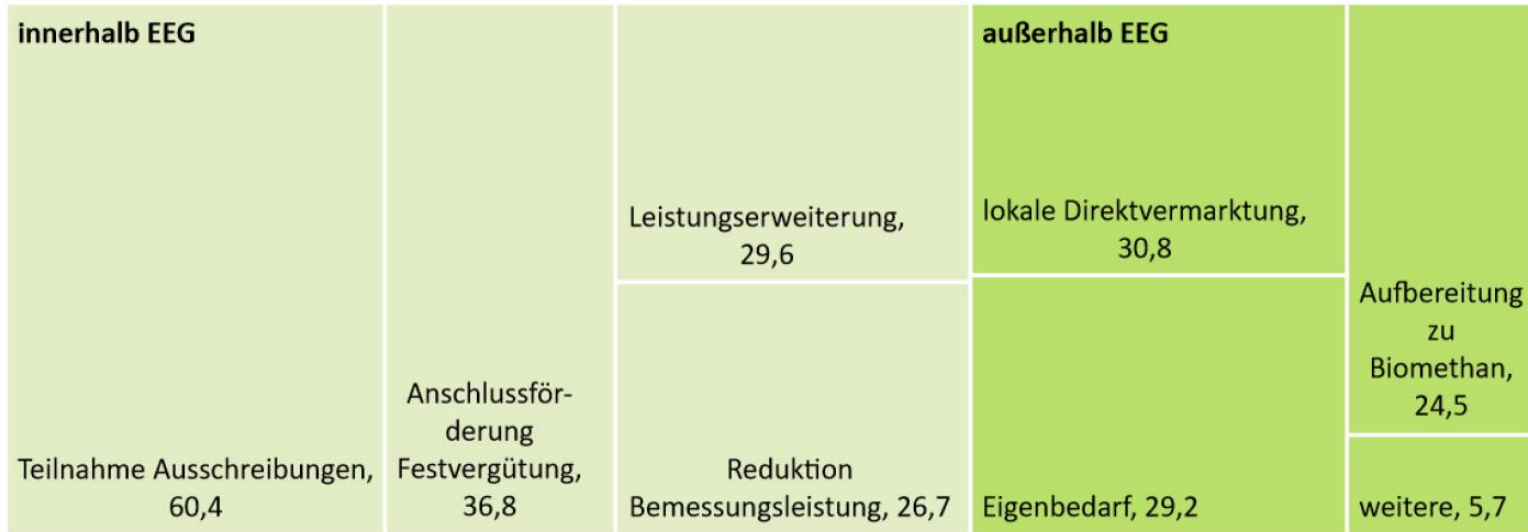 innerhalb EEG
Teilnahme Ausschreibungen,
60,4
Anschlussför-
derung
Festvergütung,
36,8
Leistungserweiterung,
29,6
Reduktion
Bemessungsleistung, 26,7
außerhalb EEG
lokale Direktvermarktung,
30,8
Eigenbedarf, 29,2
Aufbereitung
zu
Biomethan,
24,5
weitere, 5,7